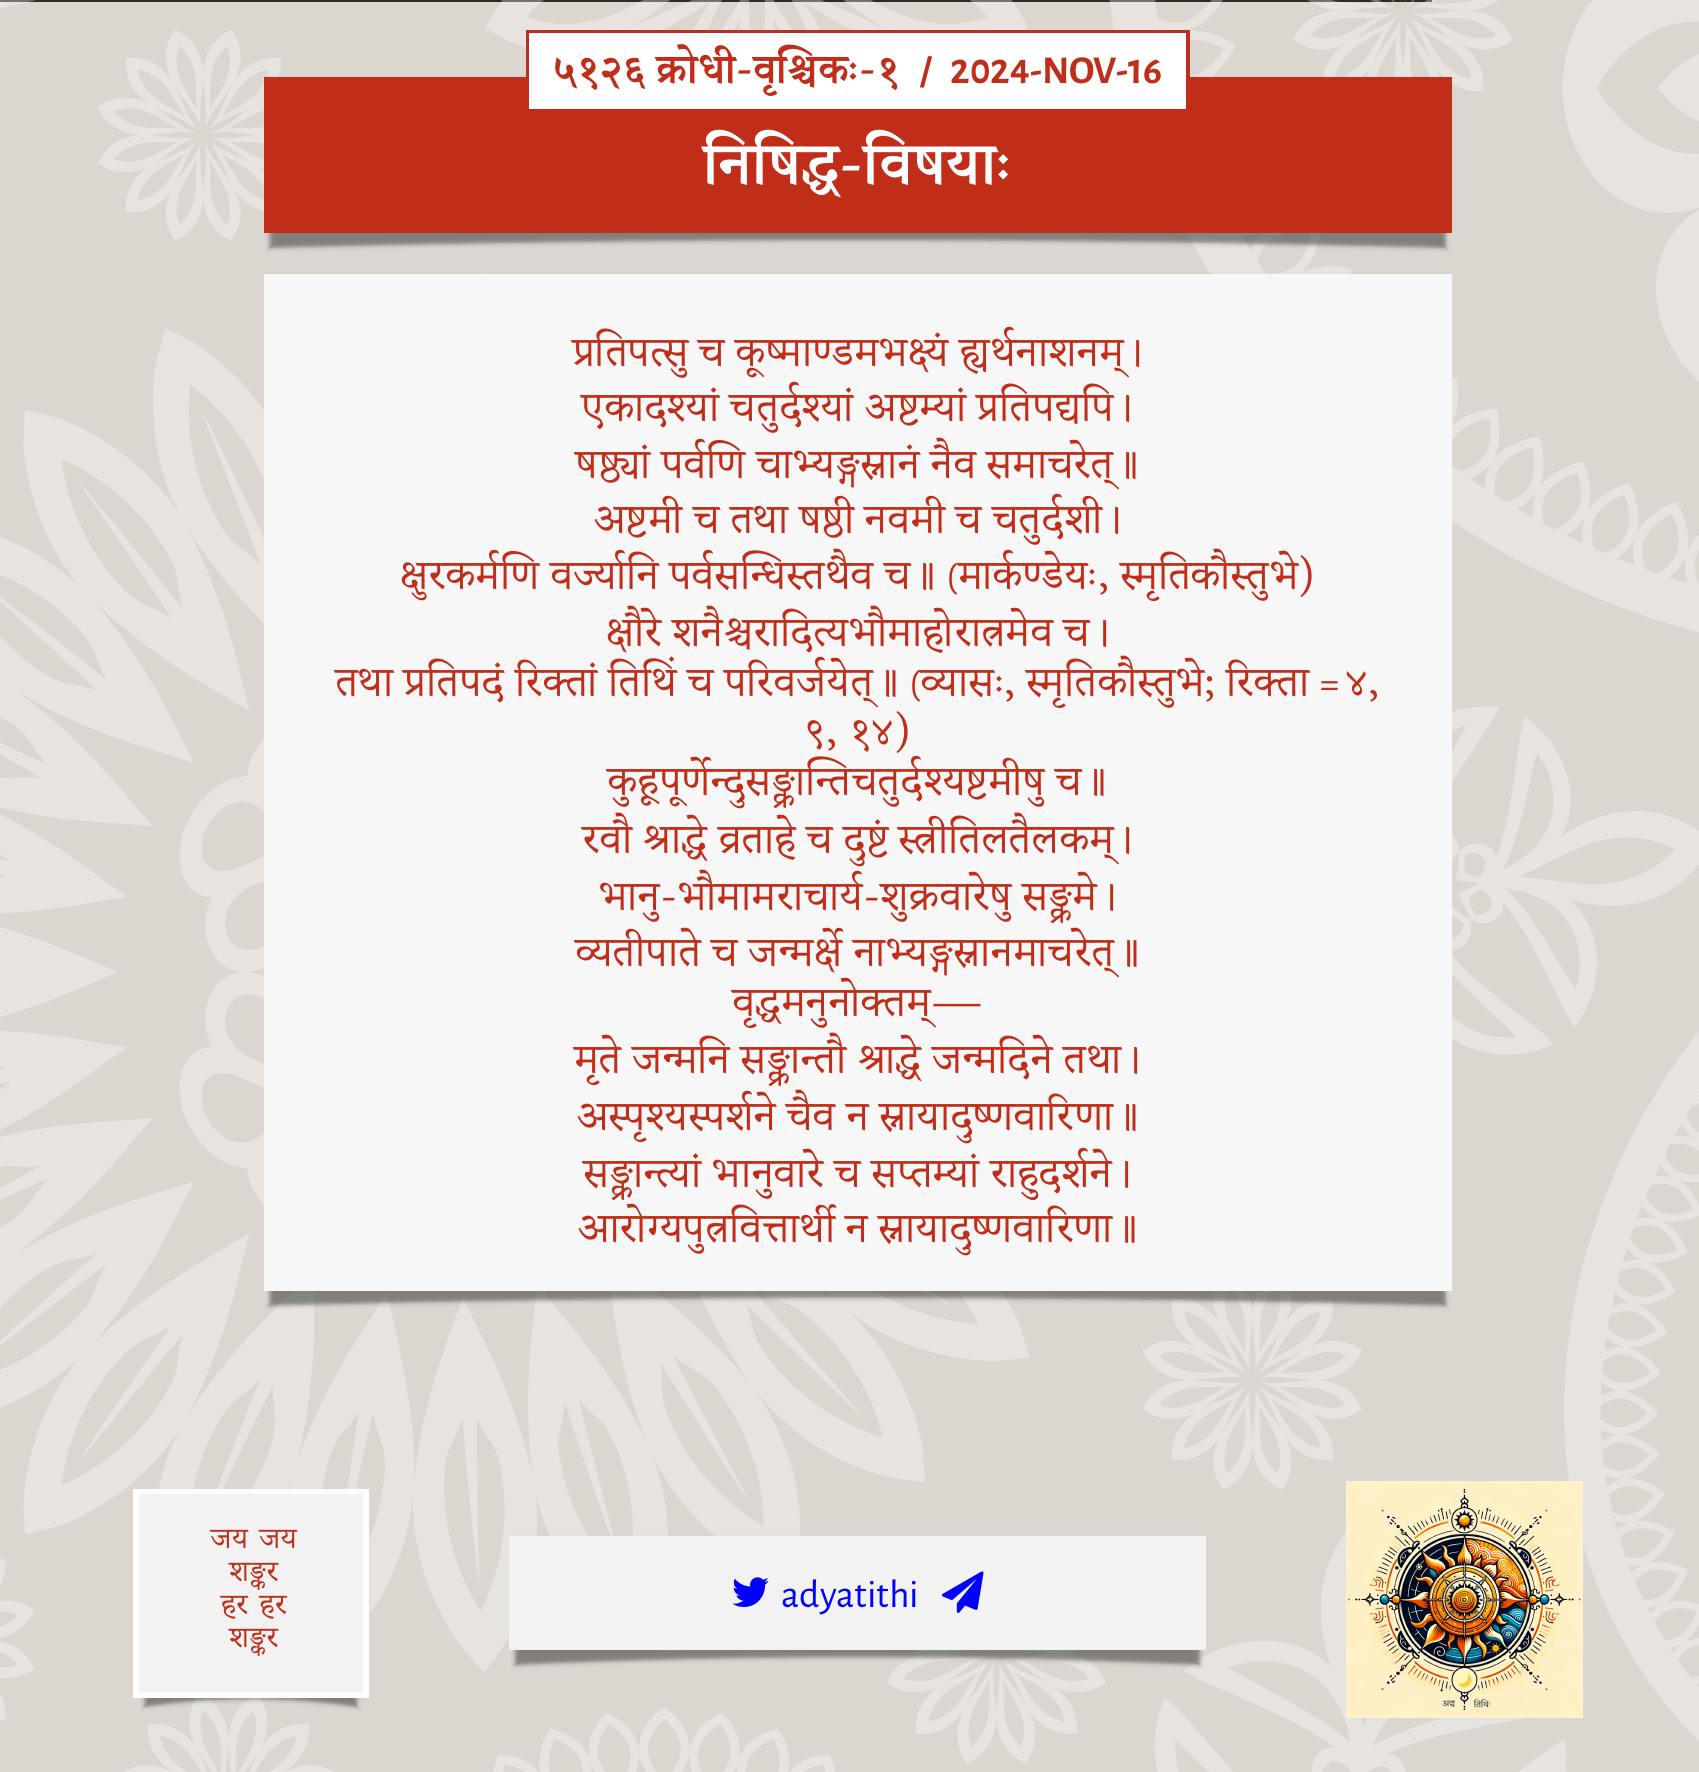 ५१२६ क्रोधी-वृश्चिकः-१ / 2024-NOV-16
निषिद्ध-विषयाः
प्रतिपत्सु च कूष्माण्डमभक्ष्यं ह्यर्थनाशनम्।
एकादश्यां चतुर्दश्यां अष्टम्यां प्रतिपद्यपि।
षष्ठ्यां पर्वणि चाभ्यङ्गस्नानं नैव समाचरेत्॥
अष्टमी च तथा षष्ठी नवमी च चतुर्दशी।
क्षुरकर्मणि वर्ज्यानि पर्वसन्धिस्तथैव च॥ (मार्कण्डेयः, स्मृतिकौस्तुभे)
क्षौरे शनैश्चरादित्यभौमाहोरात्रमेव च।
तथा प्रतिपदं रिक्तां तिथिं च परिवर्जयेत्॥ (व्यासः, स्मृतिकौस्तुभे; रिक्ता = ४,
९, १४)
कुहूपूर्णेन्दुसङ्क्रान्तिचतुर्दश्यष्टमीषु च॥
रवौ श्राद्धे व्रताहे च दुष्टं स्त्रीतिलतैलकम्।
भानु-भौमामराचार्य-शुक्रवारेषु सङ्क्रमे।
व्यतीपाते च जन्मर्क्षे नाभ्यङ्गस्नानमाचरेत्॥
वृद्धमनुनोक्तम्—
मृते जन्मनि सङ्क्रान्तौ श्राद्धे जन्मदिने तथा।
अस्पृश्यस्पर्शने चैव न स्नायादुष्णवारिणा॥
सङ्क्रान्त्यां भानुवारे च सप्तम्यां राहुदर्शने।
आरोग्यपुत्रवित्तार्थी न स्नायादुष्णवारिणा॥
जय जय
शङ्कर
हर हर
शङ्कर
adyatithi
अद्य तिथिः